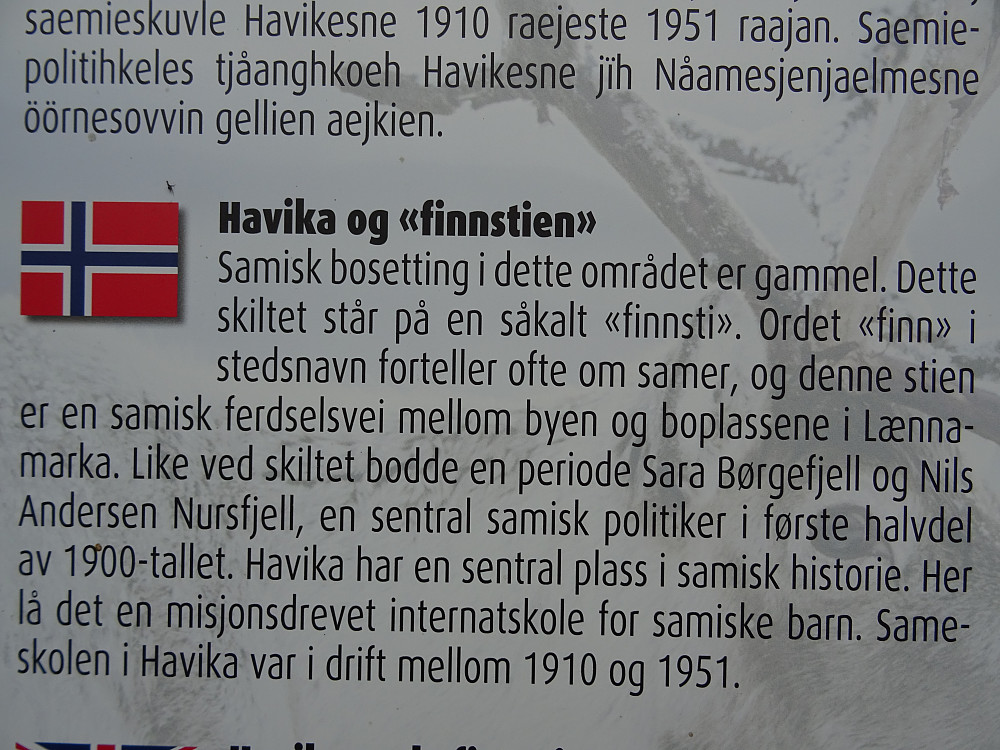 saemieskuvle Havikesne 1910 raejeste 1951 raajan. Saemie-
politihkeles tjåanghkoeh Havikesne jïh Nåamesjenjaelmesne
öörnesovvin gellien aejkien.
Havika og «finnstien»
Samisk bosetting i dette området er gammel. Dette
skiltet står på en såkalt «finnsti». Ordet «finn» i
stedsnavn forteller ofte om samer, og denne stien
er en samisk ferdselsvei mellom byen og boplassene i Lænna-
marka. Like ved skiltet bodde en periode Sara Børgefjell og Nils
Andersen Nursfjell, en sentral samisk politiker i første halvdel
av 1900-tallet. Havika har en sentral plass i samisk historie. Her
lå det en misjonsdrevet internatskole for samiske barn. Same-
skolen i Havika var i drift mellom 1910 og 1951.